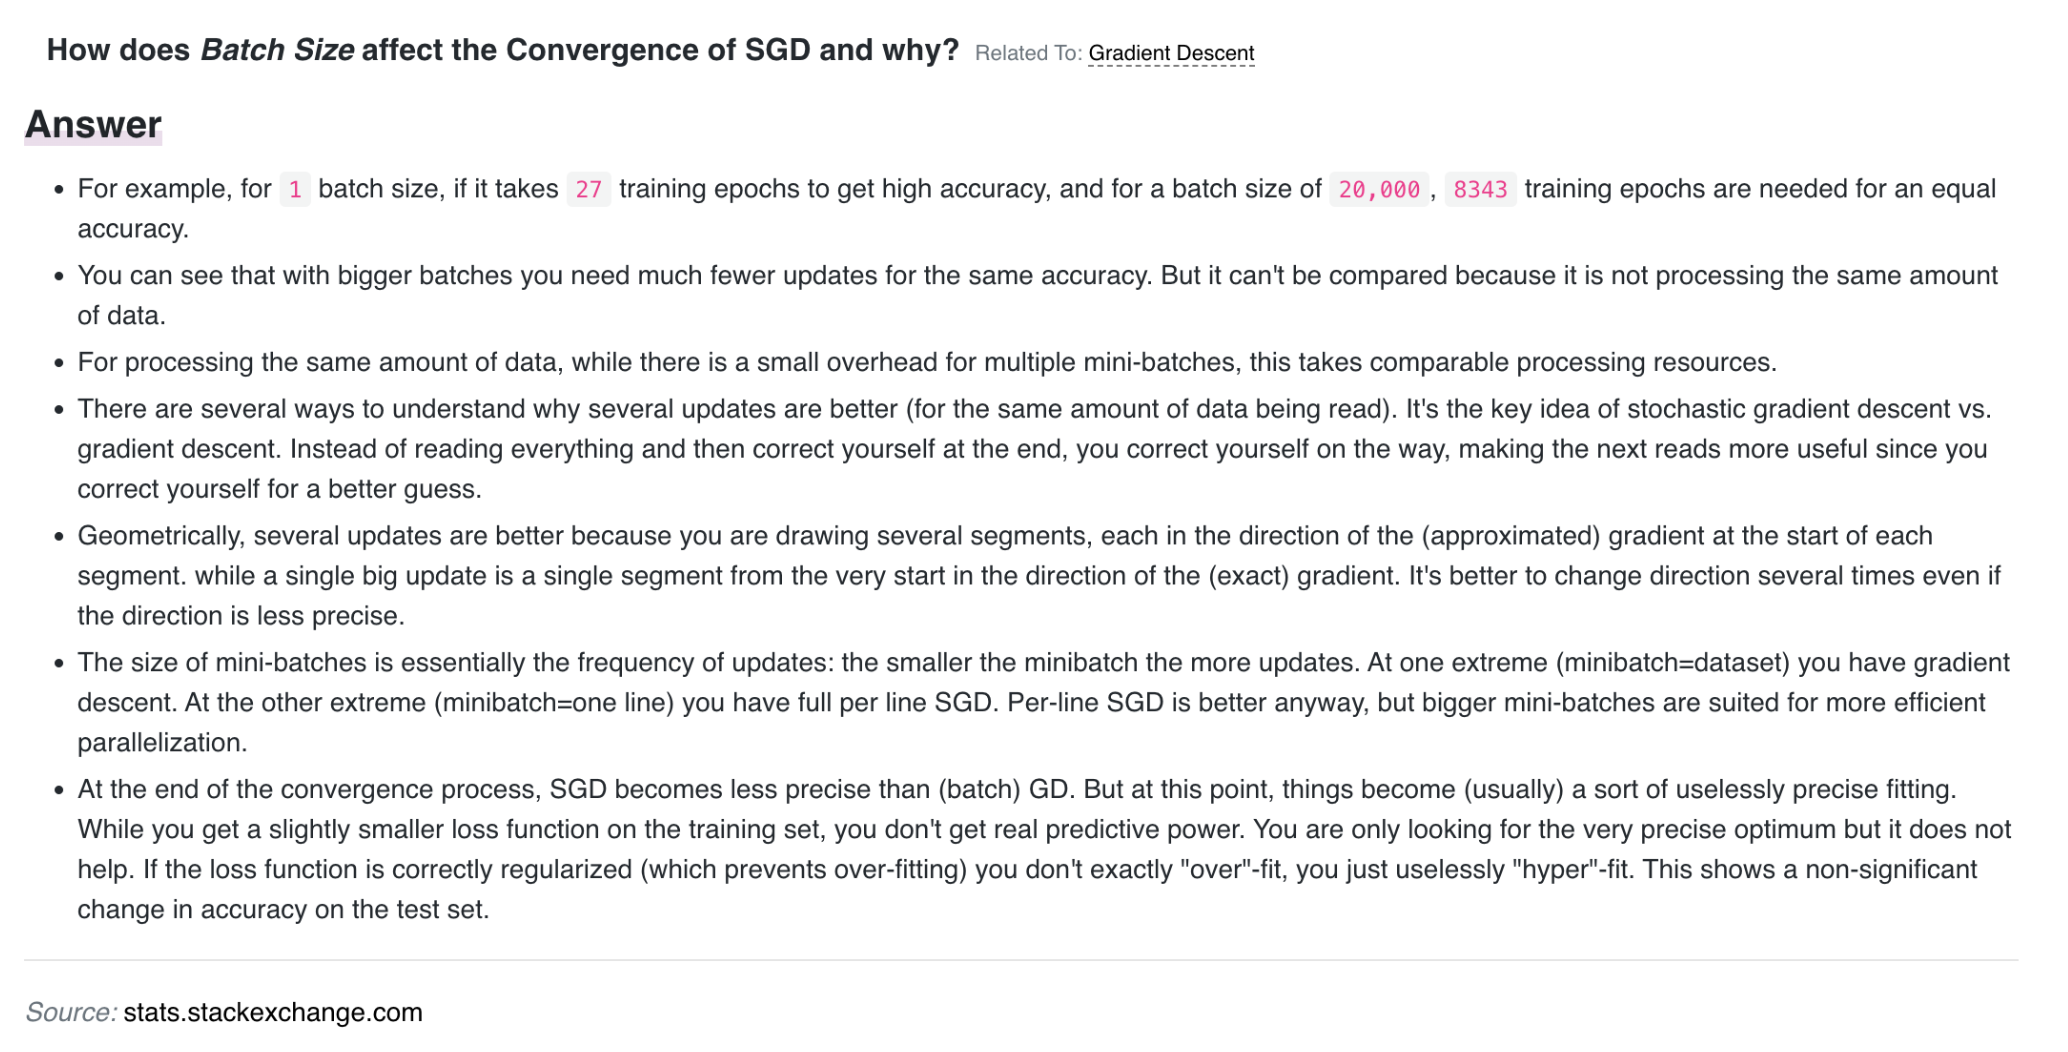 How does Batch Size affect the Convergence of SGD and why? Related To: Gradient Descent
Answer
• For example, for 1 batch size, if it takes 27 training epochs to get high accuracy, and for a batch size of 20,000, 8343 training epochs are needed for an equal
accuracy.
• You can see that with bigger batches you need much fewer updates for the same accuracy. But it can't be compared because it is not processing the same amount
of data.
• For processing the same amount of data, while there is a small overhead for multiple mini-batches, this takes comparable processing resources.
• There are several ways to understand why several updates are better (for the same amount of data being read). It's the key idea of stochastic gradient descent vs.
gradient descent. Instead of reading everything and then correct yourself at the end, you correct yourself on the way, making the next reads more useful since you
correct yourself for a better guess.
• Geometrically, several updates are better because you are drawing several segments, each in the direction of the (approximated) gradient at the start of each
segment. while a single big update is a single segment from the very start in the direction of the (exact) gradient. It's better to change direction several times even if
the direction is less precise.
• The size of mini-batches is essentially the frequency of updates: the smaller the minibatch the more updates. At one extreme (minibatch=dataset) you have gradient
descent. At the other extreme (minibatch=one line) you have full per line SGD. Per-line SGD is better anyway, but bigger mini-batches are suited for more efficient
parallelization.
• At the end of the convergence process, SGD becomes less precise than (batch) GD. But at this point, things become (usually) a sort of uselessly precise fitting.
While you get a slightly smaller loss function on the training set, you don't get real predictive power. You are only looking for the very precise optimum but it does not
help. If the loss function is correctly regularized (which prevents over-fitting) you don't exactly "over"-fit, you just uselessly "hyper"-fit. This shows a non-significant
change in accuracy on the test set.
Source: stats.stackexchange.com